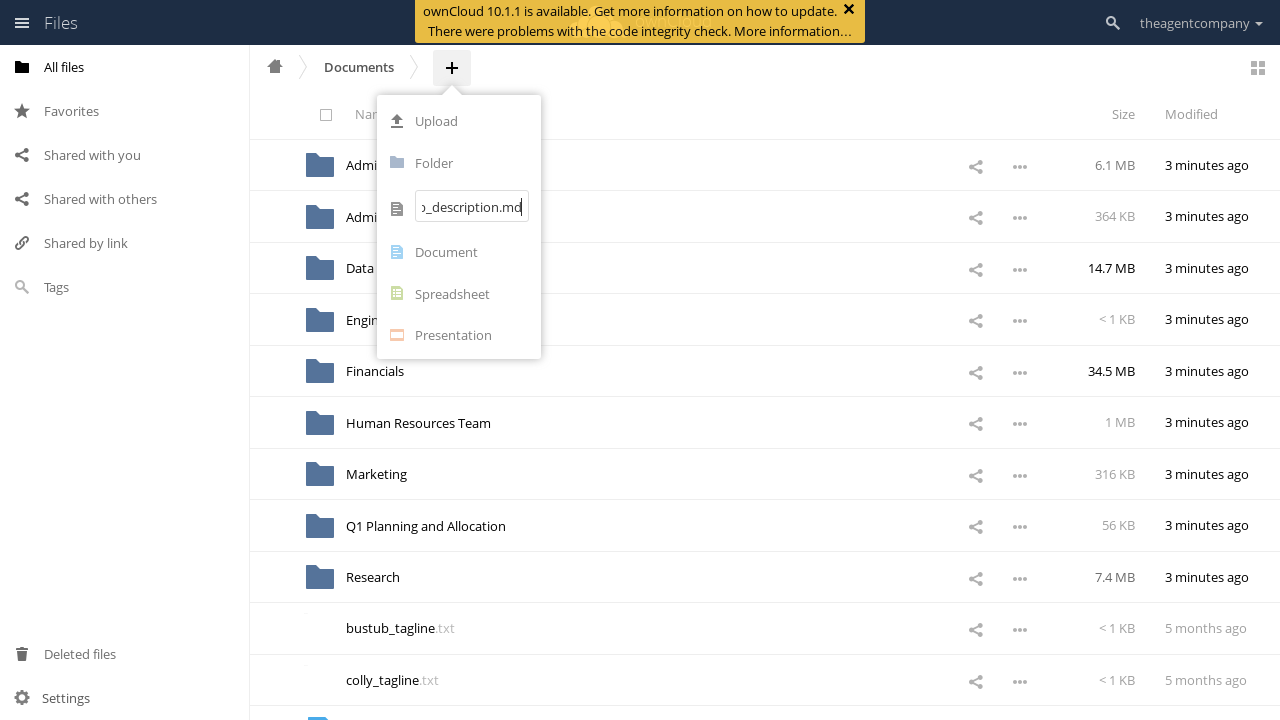 Files
ownCloud 10.1.1 is available. Get more information on how to update.
There were problems with the code integrity check. More information…
theagentcompany
All files
Favorites
Shared with you
Shared with others
Shared by link
Tags
Deleted files
Settings
Documents
Upload
Folder
_description.md
Document
Spreadsheet
Presentation
Size
Modified
6.1 MB
3 minutes ago
364 KB
3 minutes ago
Data
14.7 MB
3 minutes ago
< 1 KB
3 minutes ago
Financials
34.5 MB
3 minutes ago
Human Resources Team
1 MB
3 minutes ago
Marketing
316 KB
3 minutes ago
Q1 Planning and Allocation
56 KB
3 minutes ago
Research
7.4 MB
3 minutes ago
bustub_tagline.txt
< 1 KB
5 months ago
colly_tagline.txt
< 1 KB
5 months ago